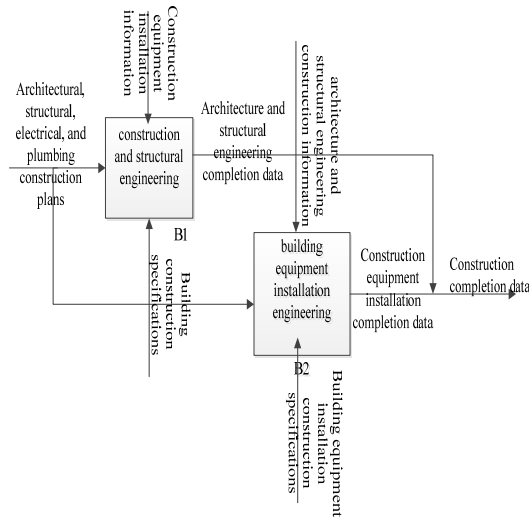 Construction
equipment
installation
information
Architectural,
structural,
electrical, and
plumbing
construction
plans
construction
and structural
engineering
B1
Architecture and
structural
engineering
completion data
architecture and
structural engineering
construction information
Building
construction
specifications
building
equipment
installation
engineering
B2
Construction
equipment
installation
completion data
Construction
completion data
Building equipment
installation
construction
specifications